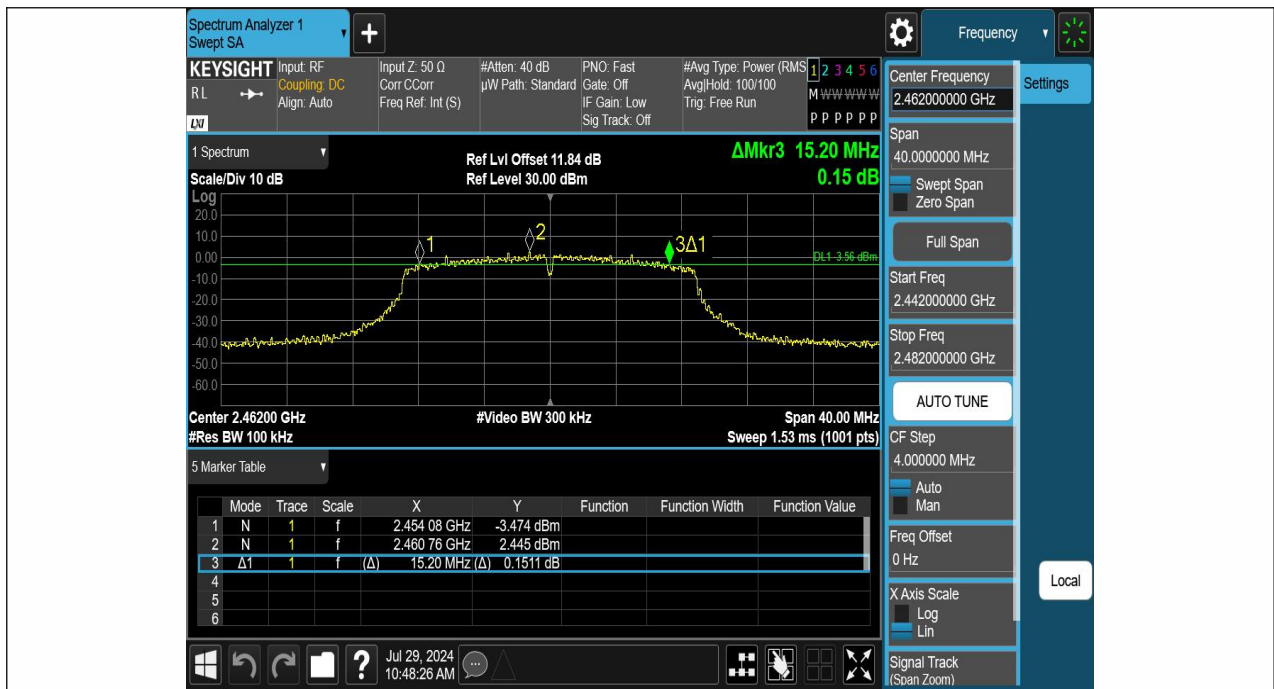 Spectrum Analyzer 1
Swept SA
+
Frequency
KEYSIGHT
RL
LXI
Input: RF
Coupling: DC
Align: Auto
Input Z: 50 Ω
Corr CCorr
Freq Ref: Int (S)
#Atten: 40 dB
µW Path: Standard
PNO: Fast
Gate: Off
IF Gain: Low
Sig Track: Off
#Avg Type: Power (RMS
Avg|Hold: 100/100
Trig: Free Run
1 2 3 4 5 6
M W W W W W
P P P P P P
1 Spectrum
Scale/Div 10 dB
Ref Lvl Offset 11.84 dB
Ref Level 30.00 dBm
ΔMkr3 15.20 MHz
0.15 dB
Log
20.0
10.0
0.00
-10.0
-20.0
-30.0
-40.0
-50.0
-60.0
1
2
3Δ1
DL1 -3.56 dBm
Center 2.46200 GHz
#Video BW 300 kHz
Span 40.00 MHz
#Res BW 100 kHz
Sweep 1.53 ms (1001 pts)
5 Marker Table
Mode Trace Scale X Y Function Function Width Function Value
1 N 1 f 2.454 08 GHz -3.474 dBm
2 N 1 f 2.460 76 GHz 2.445 dBm
3 Δ1 1 f (Δ) 15.20 MHz (Δ) 0.1511 dB
4
5
6
?
Jul 29, 2024
10:48:26 AM
Center Frequency
2.462000000 GHz
Span
40.0000000 MHz
Swept Span
Zero Span
Full Span
Start Freq
2.442000000 GHz
Stop Freq
2.482000000 GHz
AUTO TUNE
CF Step
4.000000 MHz
Auto
Man
Freq Offset
0 Hz
X Axis Scale
Log
Lin
Signal Track
(Span Zoom)
Settings
Local